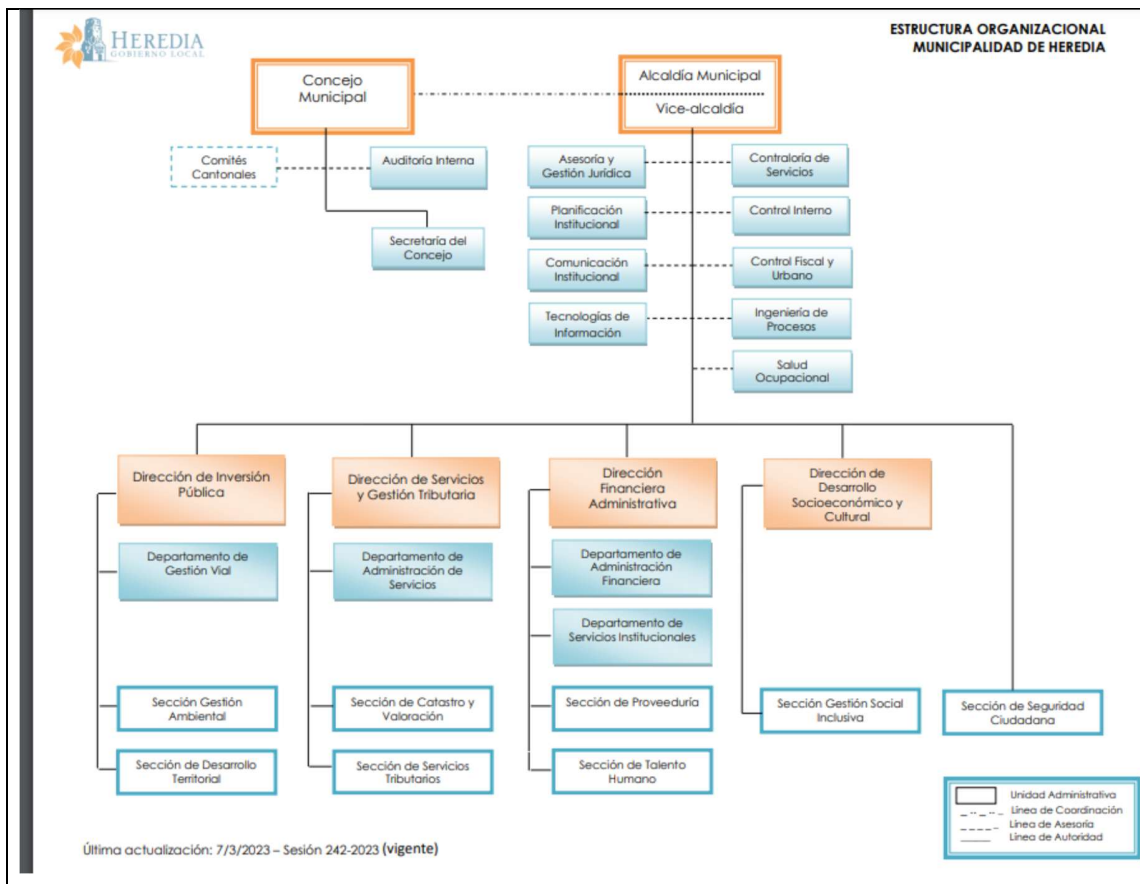 HEREDIA
GOBIERNO LOCAL
ESTRUCTURA ORGANIZACIONAL
MUNICIPALIDAD DE HEREDIA
Concejo
Municipal
Alcaldía Municipal
Vice-alcaldía
Comités
Cantonales
Auditoría Interna
Secretaría del
Concejo
Asesoría y
Gestión Jurídica
Contraloría de
Servicios
Planificación
Institucional
Control Interno
Comunicación
Institucional
Control Fiscal y
Urbano
Tecnologías de
Información
Ingeniería de
Procesos
Salud
Ocupacional
Dirección de Inversión
Pública
Dirección de Servicios
y Gestión Tributaria
Dirección
Financiera
Administrativa
Dirección de
Desarrollo
Socioeconómico y
Cultural
Departamento de
Gestión Vial
Departamento de
Administración de
Servicios
Departamento de
Administración
Financiera
Departamento de
Servicios Institucionales
Sección Gestión
Ambiental
Sección de Catastro y
Valoración
Sección de Proveeduría
Sección Gestión Social
Inclusiva
Sección de Seguridad
Ciudadana
Sección de Desarrollo
Territorial
Sección de Servicios
Tributarios
Sección de Talento
Humano
Unidad Administrativa
Línea de Coordinación
Línea de Asesoría
Línea de Autoridad
Última actualización: 7/3/2023 – Sesión 242-2023 (vigente)